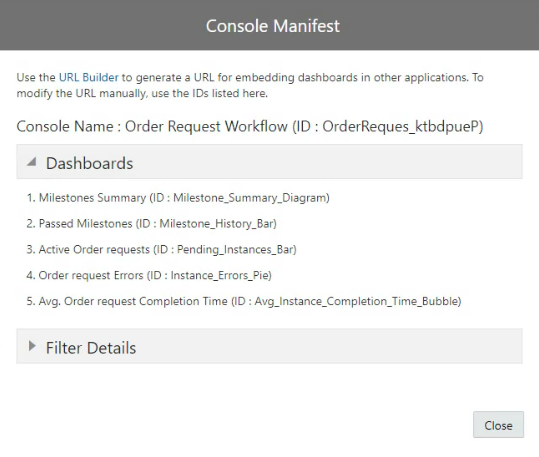 Console Manifest
Use the URL Builder to generate a URL for embedding dashboards in other applications. To
modify the URL manually, use the IDs listed here.
Console Name : Order Request Workflow (ID : OrderReques_ktbdpueP)
Dashboards
1. Milestones Summary (ID : Milestone_Summary_Diagram)
2. Passed Milestones (ID : Milestone_History_Bar)
3. Active Order requests (ID : Pending_Instances_Bar)
4. Order request Errors (ID : Instance_Errors_Pie)
5. Avg. Order request Completion Time (ID : Avg_Instance_Completion_Time_Bubble)
Filter Details
Close